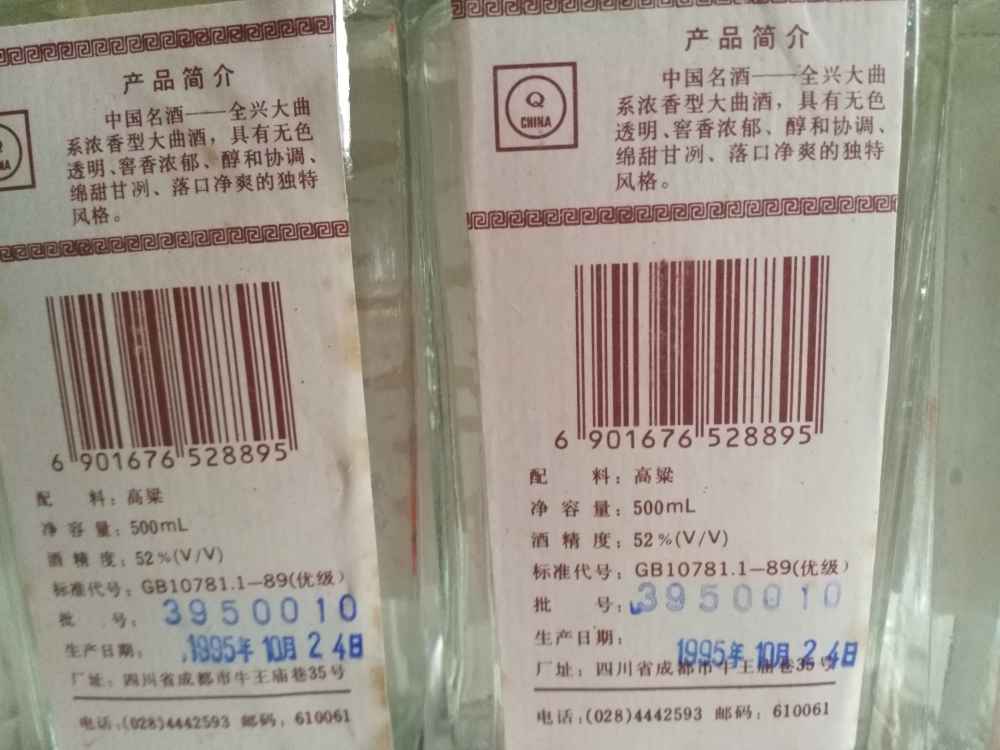 产品简介
中国名酒——全兴大曲
系浓香型大曲酒，具有无色
透明、窖香浓郁、醇和协调、
绵甜甘冽、落口净爽的独特
风格。
6 901676 528895
配 料：高粱
净 容 量：500mL
酒 精 度：52%(V/V)
标准代号：GB10781.1—89(优级）
批 号：3950010
生产日期：1995年10月24日
厂址：四川省成都市牛王庙巷35号
电话：(028)4442593 邮码：610061
产品简介
Q
CHINA
中国名酒——全兴大曲
系浓香型大曲酒，具有无色
透明、窖香浓郁、醇和协调、
绵甜甘冽、落口净爽的独特
风格。
6 901676 528895
配 料：高粱
净 容 量：500mL
酒 精 度：52%(V/V)
标准代号：GB10781.1—89(优级）
批 号：3950010
生产日期：
1995年10月24日
厂址：四川省成都市牛王庙巷35号
电话：(028)4442593 邮码：610061